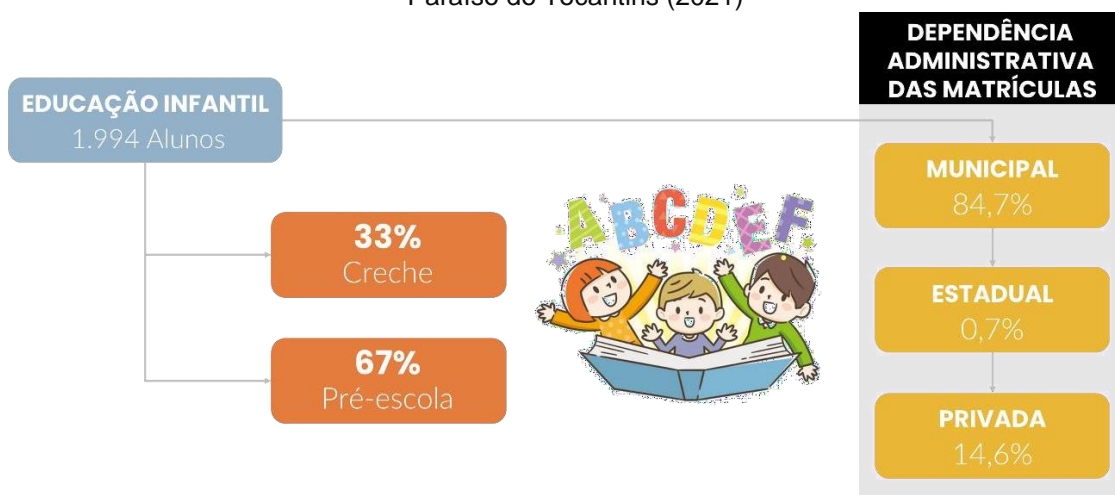 Paraíso do Tocantins (2021)
EDUCAÇÃO INFANTIL
1.994 Alunos
33%
Creche
67%
Pré-escola
ABCDEF
DEPENDÊNCIA
ADMINISTRATIVA
DAS MATRÍCULAS
MUNICIPAL
84,7%
ESTADUAL
0,7%
PRIVADA
14,6%